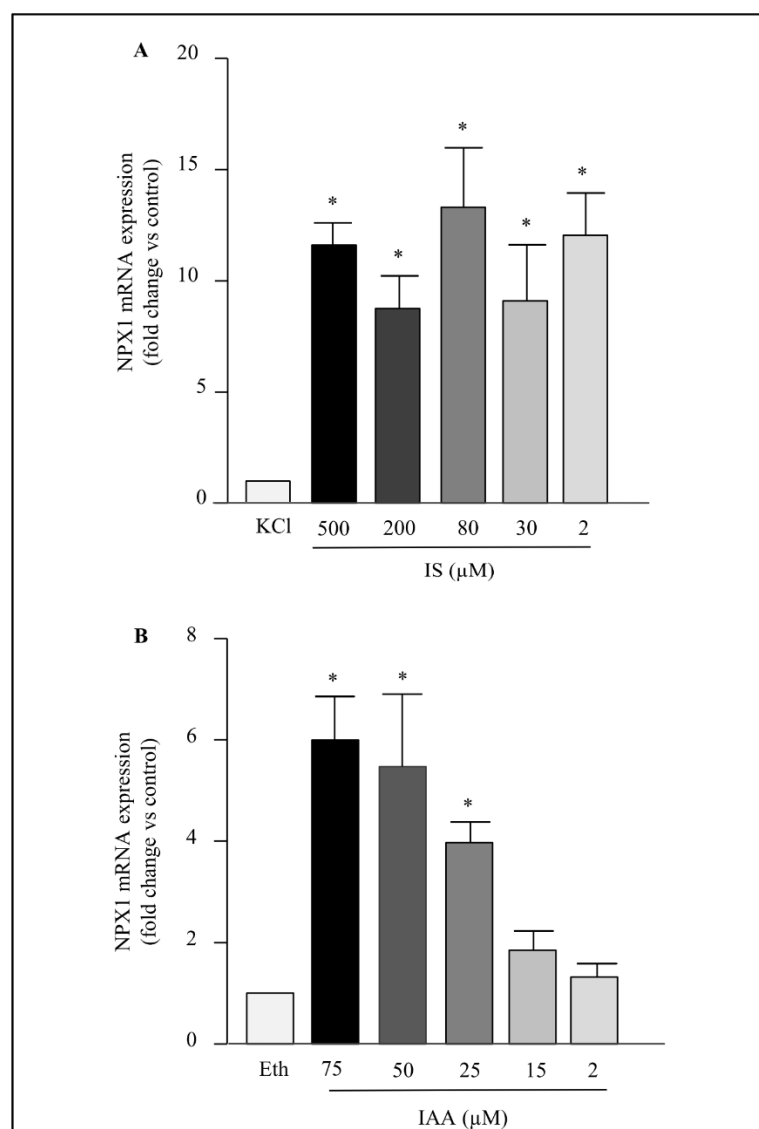 A
NPX1 mRNA expression
(fold change vs control)
20
15
10
5
0
*
*
*
*
*
KCl 500 200 80 30 2
IS (µM)
B
NPX1 mRNA expression
(fold change vs control)
8
6
4
2
0
*
*
*
Eth 75 50 25 15 2
IAA (µM)